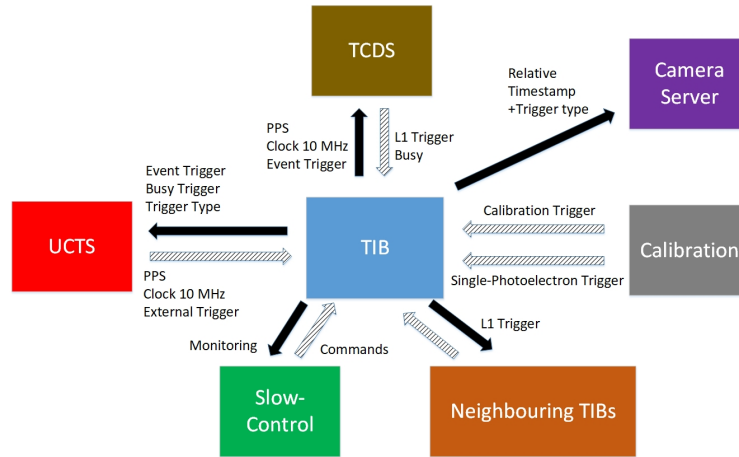 TCDS
Camera
Server
Relative
Timestamp
+Trigger type
PPS
Clock 10 MHz
Event Trigger
L1 Trigger
Busy
Event Trigger
Busy Trigger
Trigger Type
UCTS
TIB
Calibration Trigger
Calibration
Single-Photoelectron Trigger
PPS
Clock 10 MHz
External Trigger
L1 Trigger
Monitoring
Commands
Slow-
Control
Neighbouring TIBs